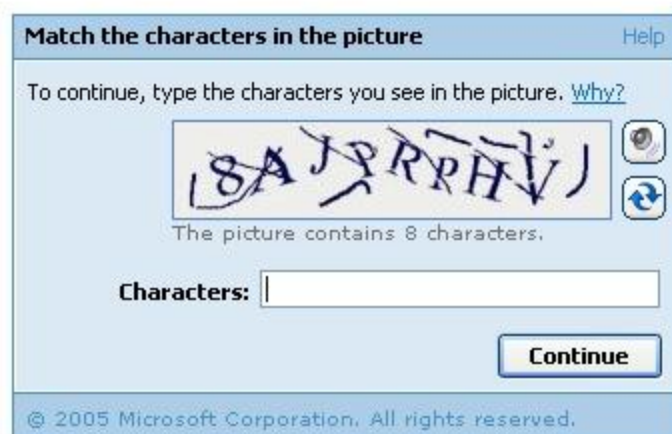 Match the characters in the picture Help
To continue, type the characters you see in the picture. Why?
The picture contains 8 characters.
Characters:
Continue
© 2005 Microsoft Corporation. All rights reserved.